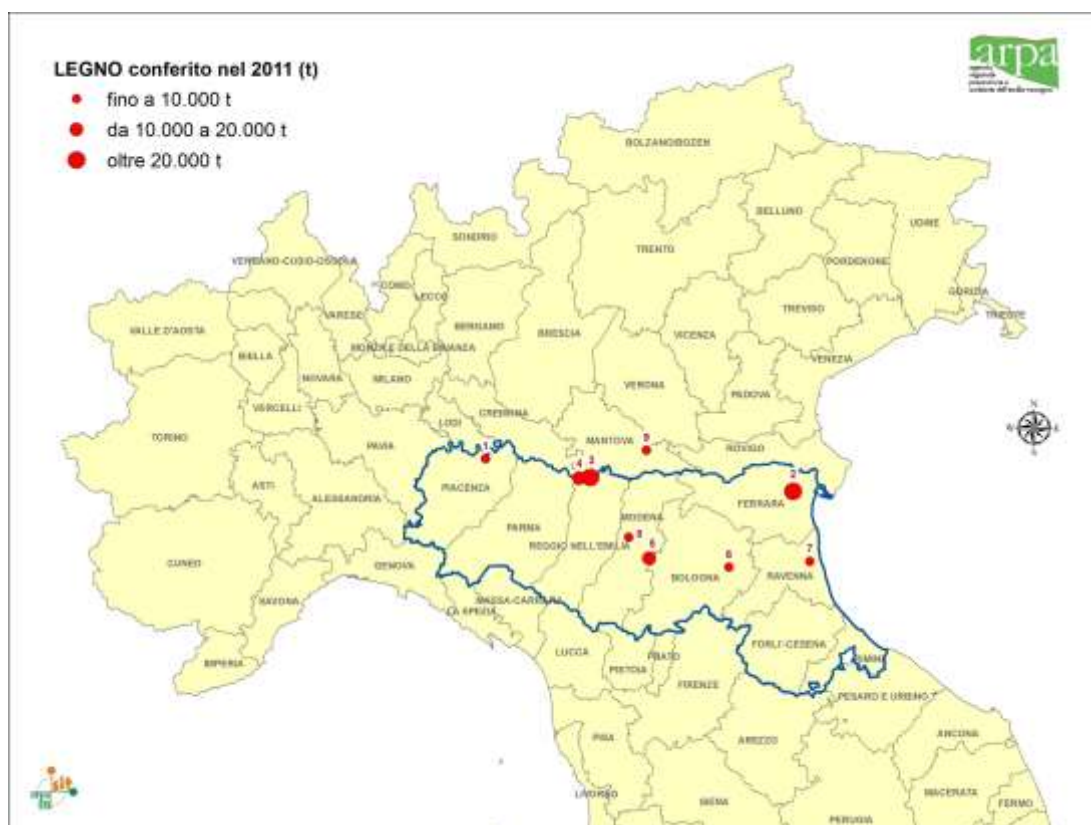 LEGNO conferito nel 2011 (t)
fino a 10.000 t
da 10.000 a 20.000 t
oltre 20.000 t
arpa
BOLZANO/BOZEN
BELLUNO
UDINE
SONDRIO
TRENTO
PORDENONE
VERBANO-CUSIO-OSSOLA
COMO
LECCO
GORIZIA
VARESE
TREVISO
TRIESTE
VALLE D'AOSTA
BERGAMO
BRESCIA
VICENZA
BIELLA
MONZA E DELLA BRIANZA
VENEZIA
NOVARA
MILANO
VERONA
PADOVA
VERCELLI
CREMONA
LODI
TORINO
PAVIA
MANTOVA
9
ROVIGO
1
ASTI
PIACENZA
4
3
2
ALESSANDRIA
FERRARA
PARMA
MODENA
REGGIO NELL'EMILIA
CUNEO
GENOVA
BOLOGNA
7
RAVENNA
SAVONA
MASSA-CARRARA
LA SPEZIA
IMPERIA
LUCCA
PISTOIA
PRATO
FORLI'-CESENA
RIMINI
FIRENZE
PESARO E URBINO
PISA
AREZZO
ANCONA
LIVORNO
SIENA
MACERATA
FERMO
PERUGIA
N